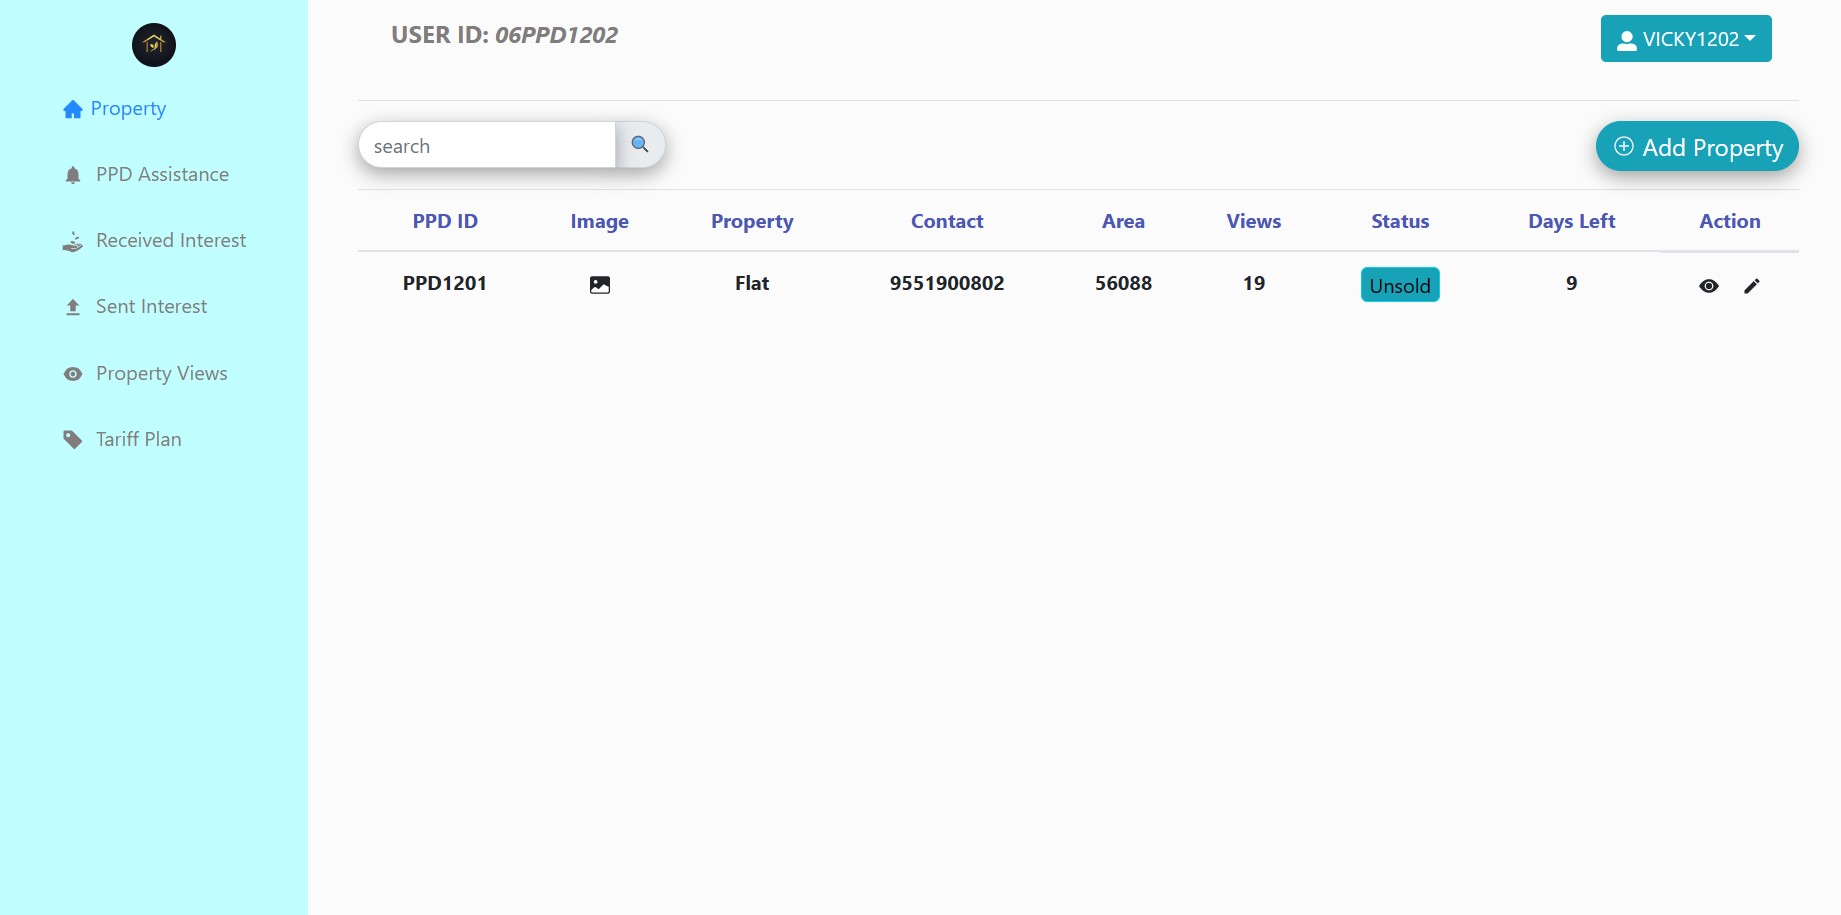 USER ID: 06PPD1202
VICKY1202
Property
PPD Assistance
Received Interest
Sent Interest
Property Views
Tariff Plan
search
Add Property
PPD ID Image Property Contact Area Views Status Days Left Action
PPD1201 Flat 9551900802 56088 19 Unsold 9